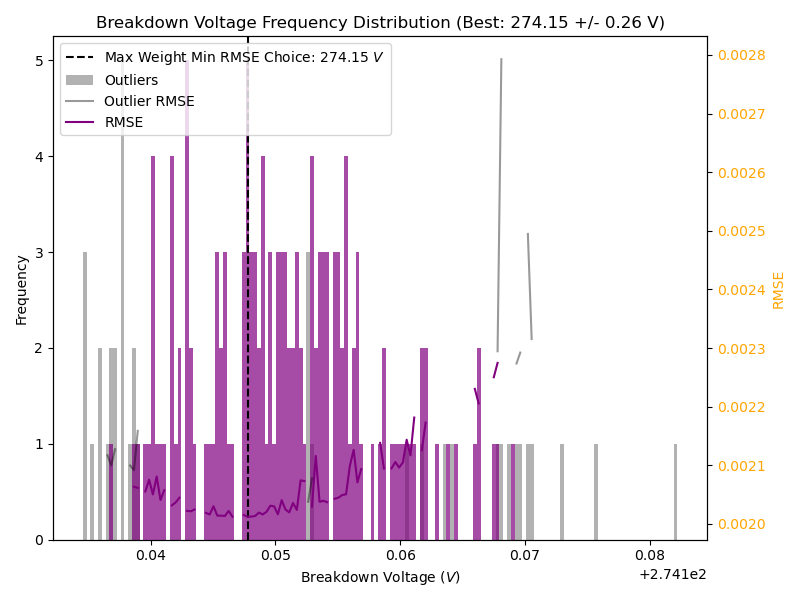 Breakdown Voltage Frequency Distribution (Best: 274.15 +/- 0.26 V)
Max Weight Min RMSE Choice: 274.15 V
Outliers
Outlier RMSE
RMSE
Frequency
5
4
3
2
1
0
0.0028
0.0027
0.0026
0.0025
0.0024
0.0023
0.0022
0.0021
0.0020
RMSE
0.04
0.05
0.06
0.07
0.08
+2.741e2
Breakdown Voltage (V)